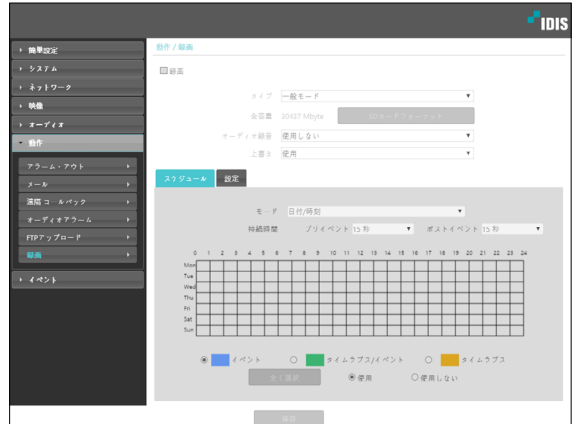 IDIS
簡単設定
システム
ネットワーク
映像
オーディオ
動作
アラーム・アウト
メール
遠隔 コールバック
オーディオアラーム
FTPアップロード
録画
イベント
動作 / 録画
録画
タイプ 一般モード
全容量 30437 Mbyte SDカードフォーマット
オーディオ録音 使用しない
上書き 使用
スケジュール 設定
モード 日付/時刻
持続時間 プリイベント 15 秒 ポストイベント 15 秒
0 1 2 3 4 5 6 7 8 9 10 11 12 13 14 15 16 17 18 19 20 21 22 23 24
Mon
Tue
Wed
Thu
Fri
Sat
Sun
イベント タイムラプス/イベント タイムラプス
全て選択 使用 使用しない